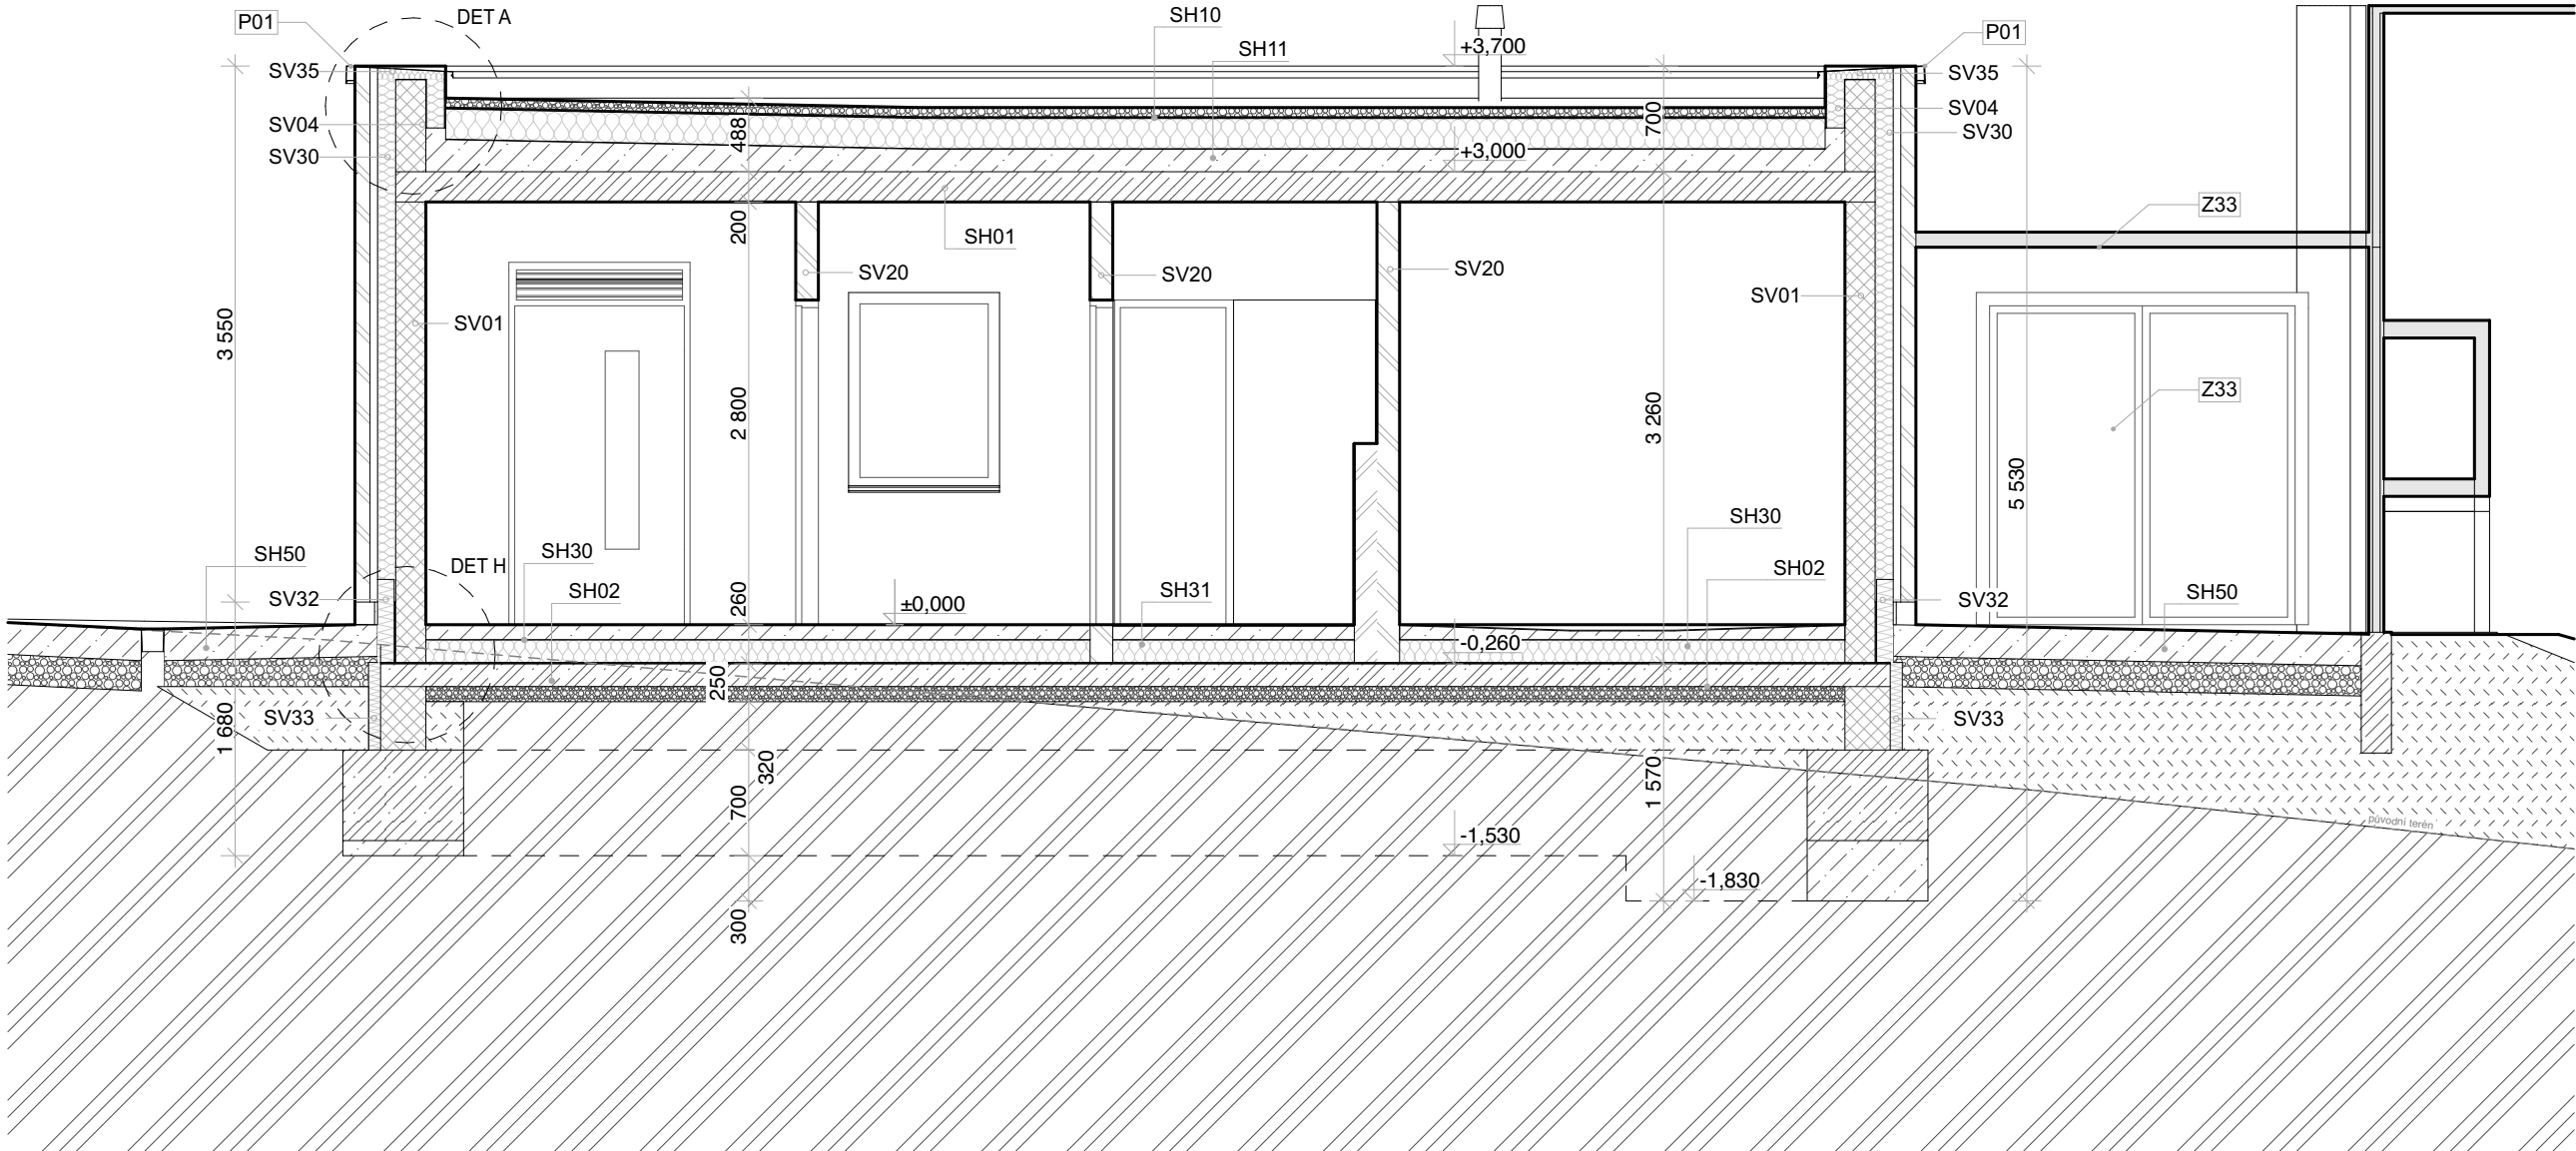 P01
DET A
SH10
P01
+3,700
SH11
SV35
SV35
SV04
SV04
700
SV30
488
SV30
+3,000
Z33
200
SH01
SV20
SV20
SV20
SV01
SV01
3 550
Z33
2 800
3 260
5 530
SH30
SH50
SH30
DET H
SH02
SH02
SH31
SH50
SV32
260
±0,000
SV32
-0,260
250
SV33
SV33
1 680
320
1 570
700
původní terén
-1,530
-1,830
300